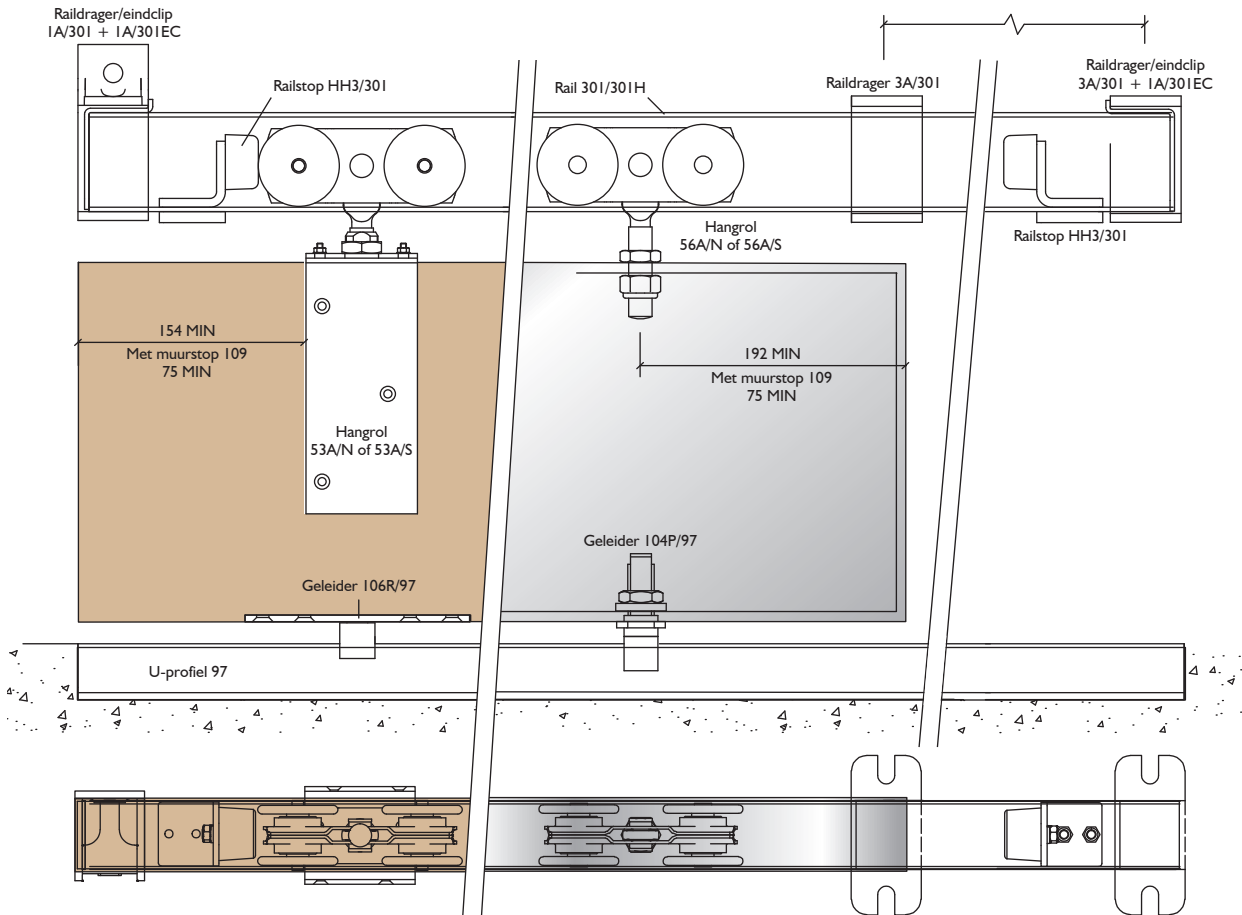 Raildrager/eindclip
1A/301 + 1A/301EC
Railstop HH3/301
Rail 301/301H
Raildrager 3A/301
Raildrager/eindclip
3A/301 + 1A/301EC
Hangrol
56A/N of 56A/S
Railstop HH3/301
154 MIN
Met muurstop 109
75 MIN
192 MIN
Met muurstop 109
75 MIN
Hangrol
53A/N of 53A/S
Geleider 104P/97
Geleider 106R/97
U-profiel 97